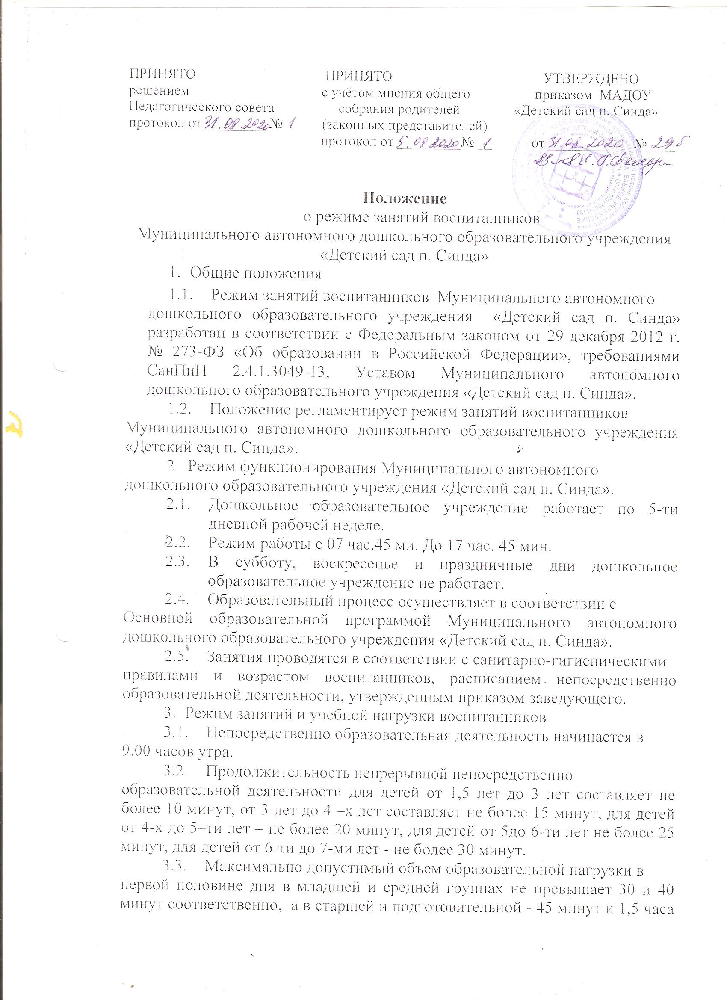 ПРИНЯТО
решением
Педагогического совета
протокол от 31.08.2020 № 1
ПРИНЯТО
с учётом мнения общего
собрания родителей
(законных представителей)
протокол от 5.08.2020 № 1
УТВЕРЖДЕНО
приказом МАДОУ
«Детский сад п. Синда»
от 31.08.2020 № 29б
Положение
о режиме занятий воспитанников
Муниципального автономного дошкольного образовательного учреждения
«Детский сад п. Синда»
1. Общие положения
1.1. Режим занятий воспитанников Муниципального автономного
дошкольного образовательного учреждения «Детский сад п. Синда»
разработан в соответствии с Федеральным законом от 29 декабря 2012 г.
№ 273-ФЗ «Об образовании в Российской Федерации», требованиями
СанПиН 2.4.1.3049-13, Уставом Муниципального автономного
дошкольного образовательного учреждения «Детский сад п. Синда».
1.2. Положение регламентирует режим занятий воспитанников
Муниципального автономного дошкольного образовательного учреждения
«Детский сад п. Синда».
2. Режим функционирования Муниципального автономного
дошкольного образовательного учреждения «Детский сад п. Синда».
2.1. Дошкольное образовательное учреждение работает по 5-ти
дневной рабочей неделе.
2.2. Режим работы с 07 час.45 ми. До 17 час. 45 мин.
2.3. В субботу, воскресенье и праздничные дни дошкольное
образовательное учреждение не работает.
2.4. Образовательный процесс осуществляет в соответствии с
Основной образовательной программой Муниципального автономного
дошкольного образовательного учреждения «Детский сад п. Синда».
2.5. Занятия проводятся в соответствии с санитарно-гигиеническими
правилами и возрастом воспитанников, расписанием непосредственно
образовательной деятельности, утвержденным приказом заведующего.
3. Режим занятий и учебной нагрузки воспитанников
3.1. Непосредственно образовательная деятельность начинается в
9.00 часов утра.
3.2. Продолжительность непрерывной непосредственно
образовательной деятельности для детей от 1,5 лет до 3 лет составляет не
более 10 минут, от 3 лет до 4 –х лет составляет не более 15 минут, для детей
от 4-х до 5–ти лет – не более 20 минут, для детей от 5до 6-ти лет не более 25
минут, для детей от 6-ти до 7-ми лет - не более 30 минут.
3.3. Максимально допустимый объем образовательной нагрузки в
первой половине дня в младшей и средней группах не превышает 30 и 40
минут соответственно, а в старшей и подготовительной - 45 минут и 1,5 часа